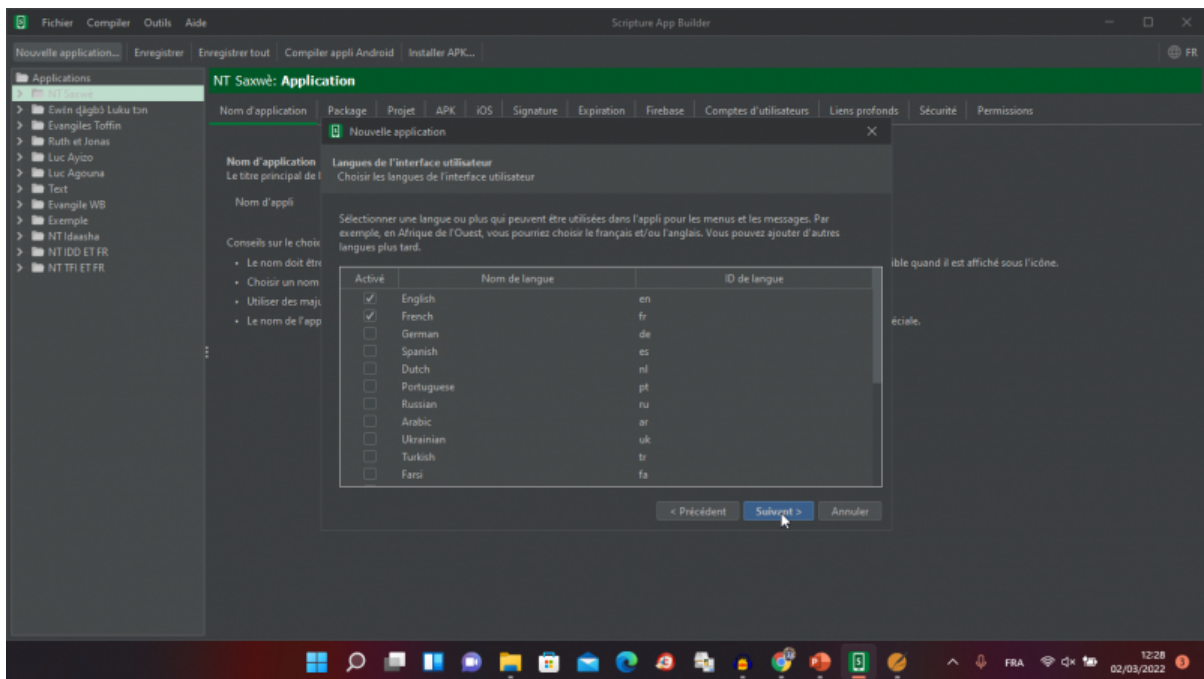 Fichier Compiler Outils Aide
Scripture App Builder
Nouvelle application... Enregistrer Enregistrer tout Compiler appli Android Installer APK... FR
Applications
NT Saxwè
Ewín ɖàgbò Luku tɔn
Evangiles Toffin
Ruth et Jonas
Luc Ayizo
Luc Agouna
Text
Evangile WB
Exemple
NT Idaasha
NT IDD ET FR
NT TFI ET FR
NT Saxwè: Application
Nom d'application Package Projet APK iOS Signature Expiration Firebase Comptes d'utilisateurs Liens profonds Sécurité Permissions
Nom d'application
Le titre principal de l
Nom d'appli
Conseils sur le choix
• Le nom doit être
ible quand il est affiché sous l'icône.
• Choisir un nom
• Utiliser des maju
• Le nom de l'app
éciale.
Nouvelle application
Langues de l'interface utilisateur
Choisir les langues de l'interface utilisateur
Sélectionner une langue ou plus qui peuvent être utilisées dans l'appli pour les menus et les messages. Par
exemple, en Afrique de l'Ouest, vous pourriez choisir le français et/ou l'anglais. Vous pouvez ajouter d'autres
langues plus tard.
Activé Nom de langue ID de langue
English en
French fr
German de
Spanish es
Dutch nl
Portuguese pt
Russian ru
Arabic ar
Ukrainian uk
Turkish tr
Farsi fa
< Précédent Suivant > Annuler
FRA
12:28
02/03/2022